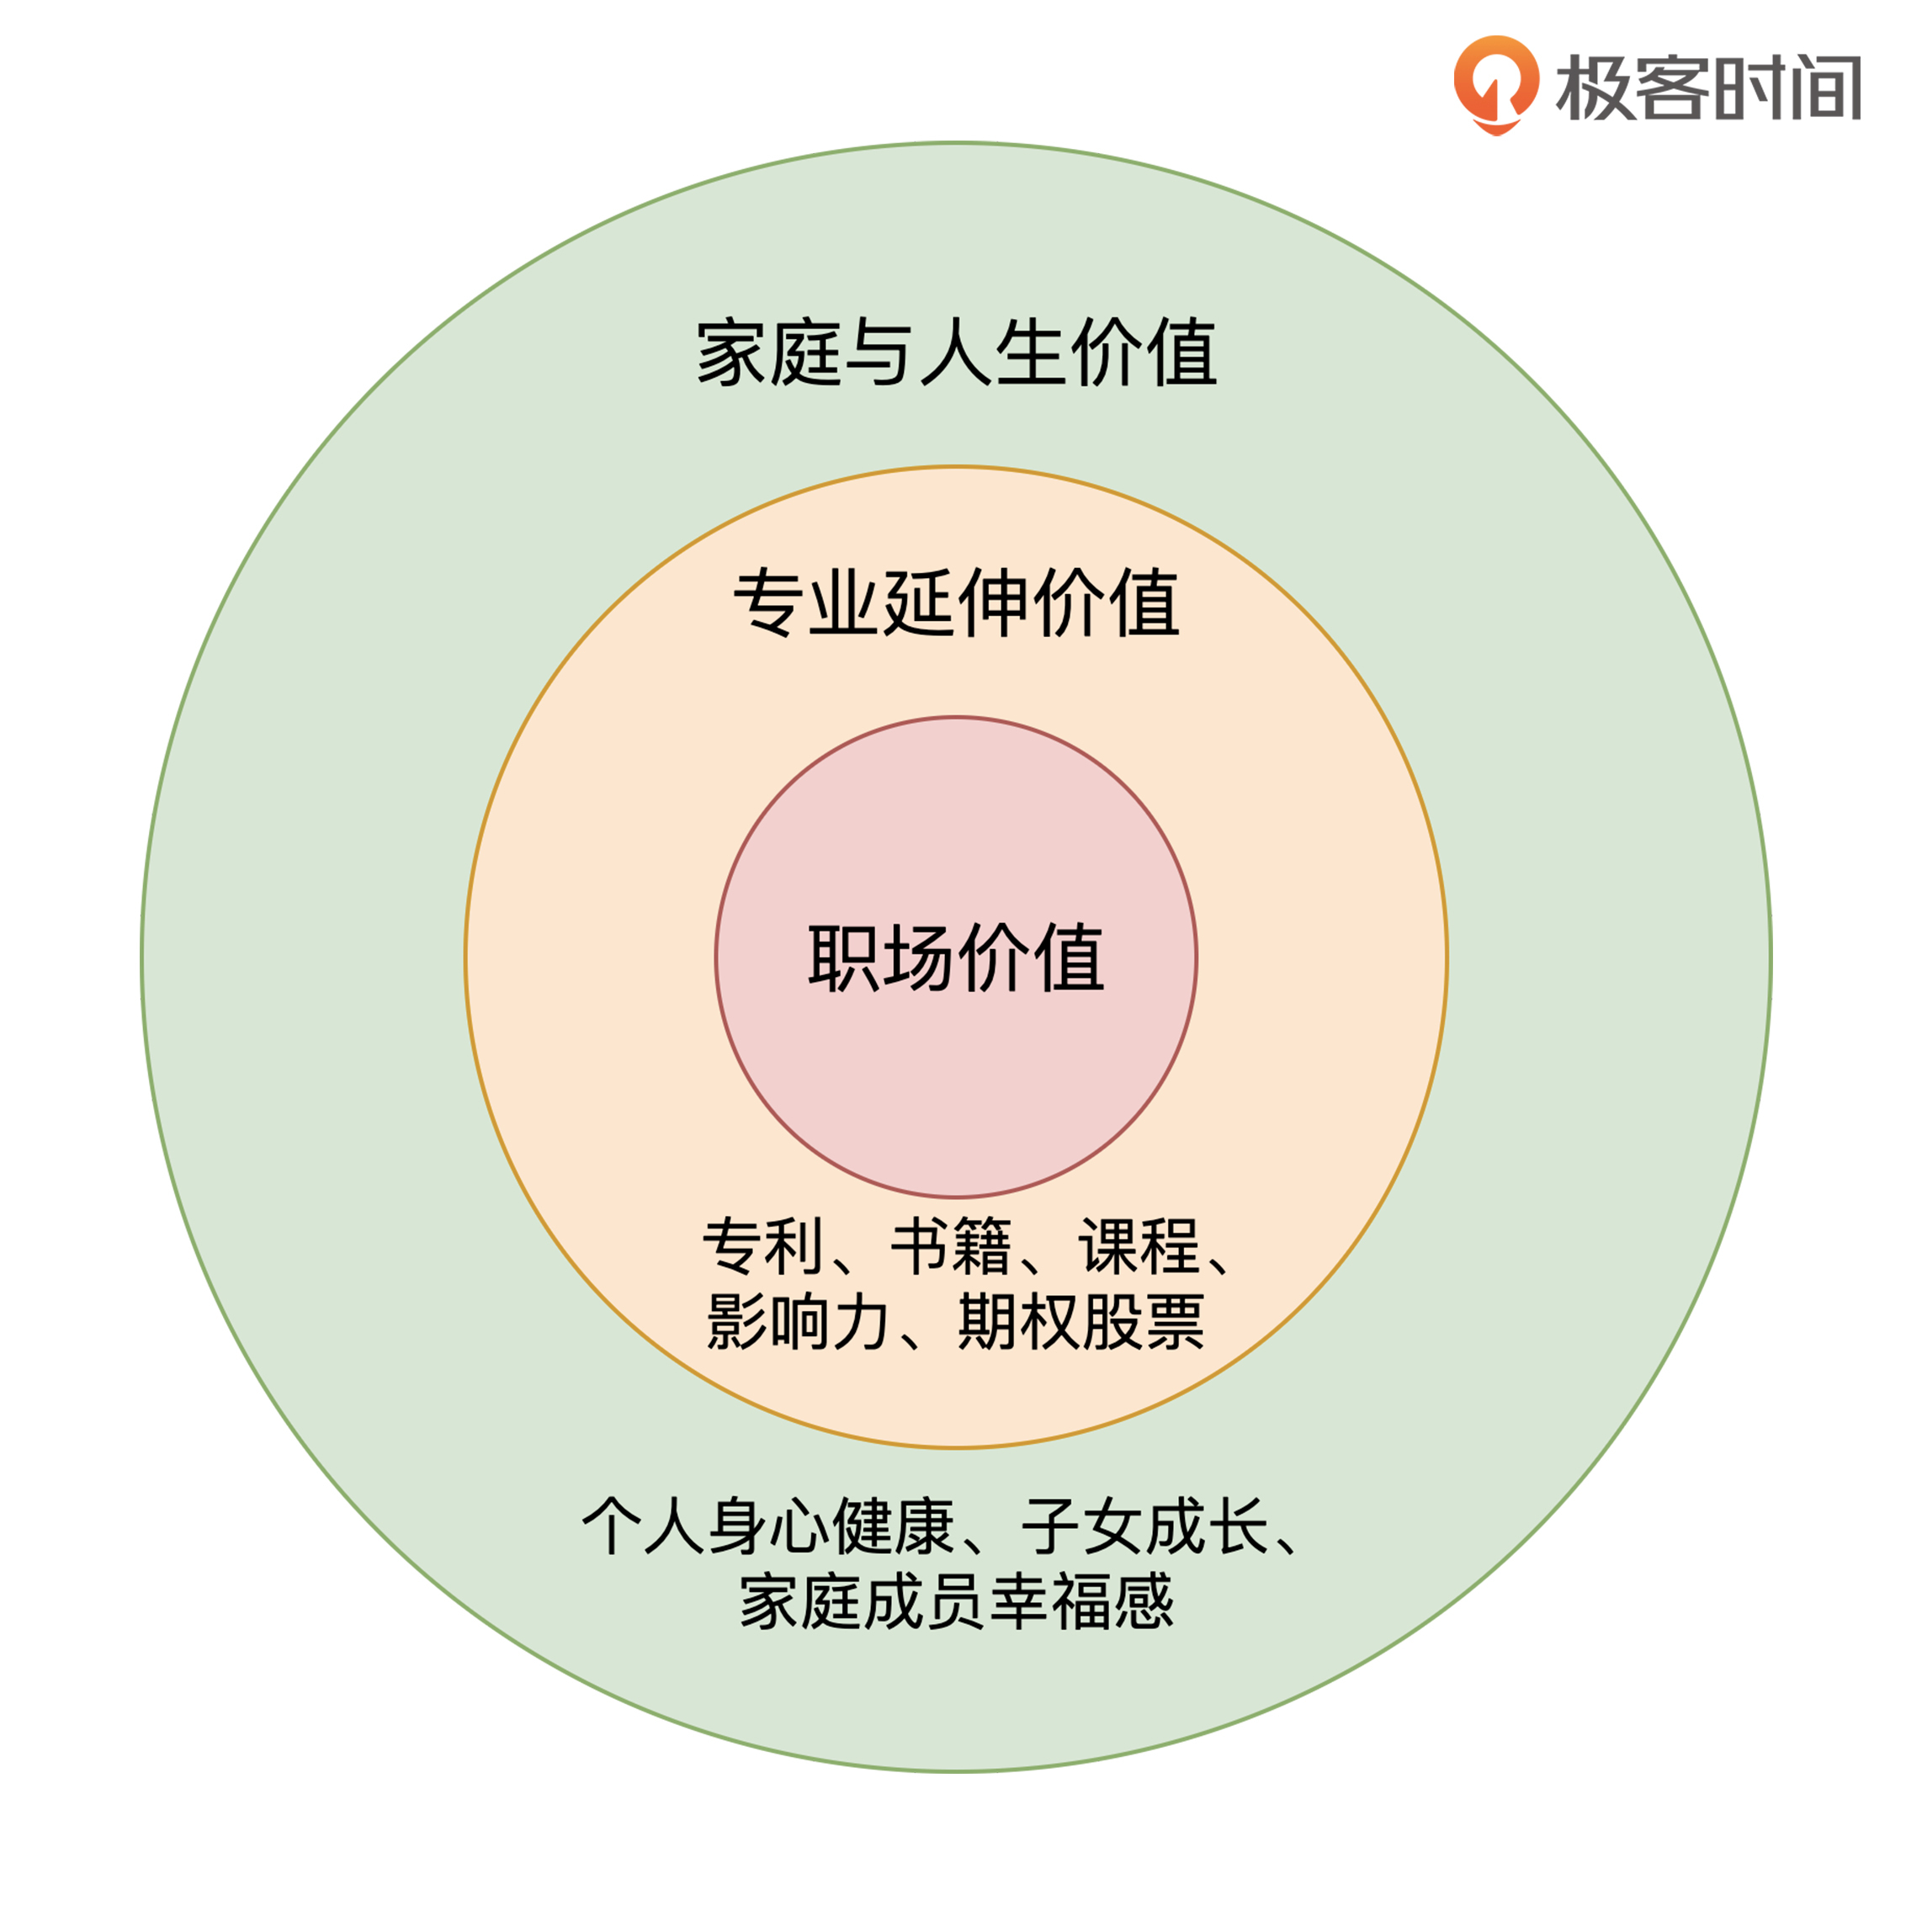 极客时间
家庭与人生价值
专业延伸价值
职场价值
专利、书籍、课程、
影响力、期权股票
个人身心健康、子女成长、
家庭成员幸福感